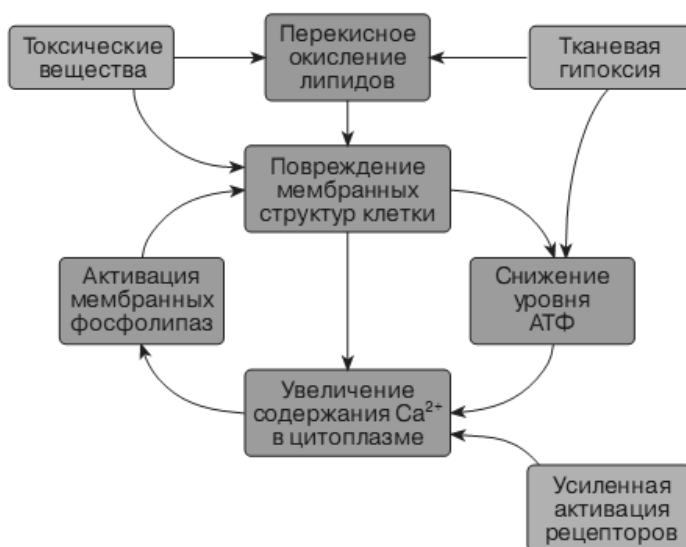 Токсические
вещества
Перекисное
окисление
липидов
Тканевая
гипоксия
Повреждение
мембранных
структур клетки
Активация
мембранных
фосфолипаз
Снижение
уровня
АТФ
Увеличение
содержания Ca²⁺
в цитоплазме
Усиленная
активация
рецепторов